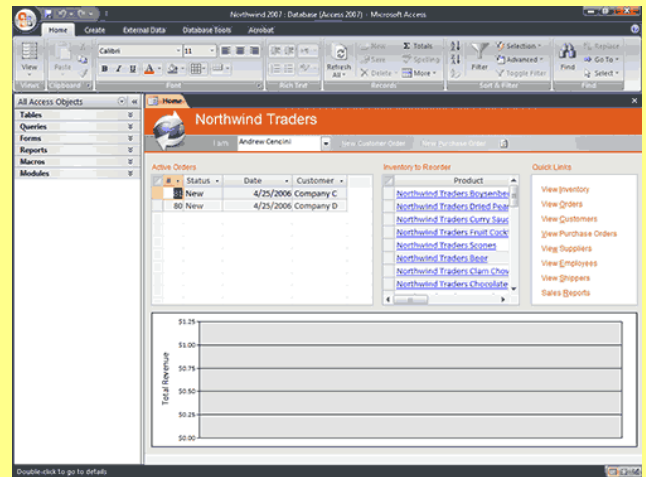 Northwind 2007 : Database (Access 2007) - Microsoft Access
Home Create External Data Database Tools Acrobat
Calibri 11
View Paste
B I U
Refresh All
New Totals
Save Spelling
Delete More
Filter
Selection
Advanced
Toggle Filter
Find
Replace
Go To
Select
Views Clipboard Font Rich Text Records Sort & Filter Find
All Access Objects
Tables
Queries
Forms
Reports
Macros
Modules
Home
Northwind Traders
I am Andrew Cencini New Customer Order New Purchase Order
Active Orders
# Status Date Customer
81 New 4/25/2006 Company C
80 New 4/25/2006 Company D
Inventory to Reorder
Product
Northwind Traders Boysenbe
Northwind Traders Dried Pear
Northwind Traders Curry Sauc
Northwind Traders Fruit Cock
Northwind Traders Scones
Northwind Traders Beer
Northwind Traders Clam Chow
Northwind Traders Chocolate
Quick Links
View Inventory
View Orders
View Customers
View Purchase Orders
View Suppliers
View Employees
View Shippers
Sales Reports
Total Revenue
$1.25
$1.00
$0.75
$0.50
$0.25
$0.00
Double-click to go to details